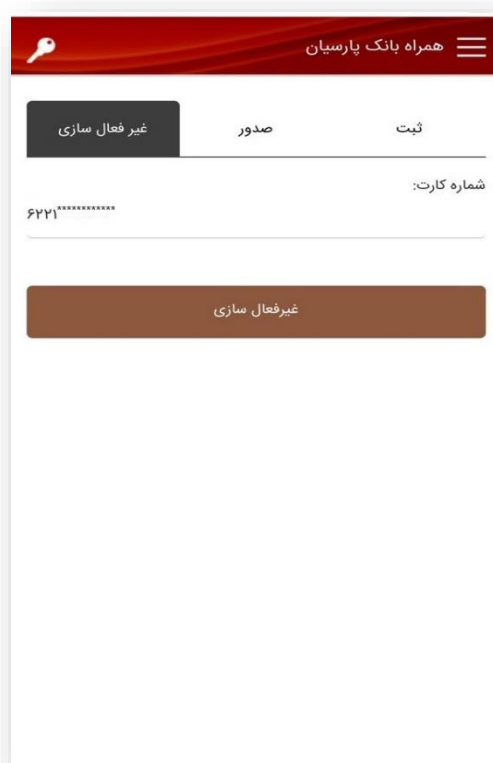 همراه بانک پارسیان
ثبت صدور غیر فعال سازی
شماره کارت:
۶۲۲۱************
غیرفعال سازی